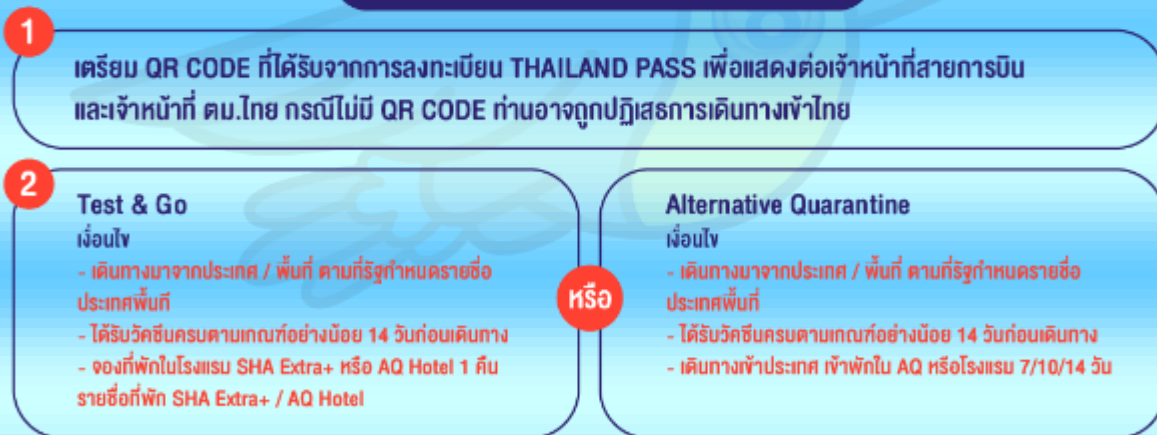 1
เตรียม QR CODE ที่ได้รับจากการลงทะเบียน THAILAND PASS เพื่อแสดงต่อเจ้าหน้าที่สายการบิน
และเจ้าหน้าที่ ตม.ไทย กรณีไม่มี QR CODE ท่านอาจถูกปฏิเสธการเดินทางเข้าไทย
2
Test & Go
เงื่อนไข
- เดินทางมาจากประเทศ / พื้นที่ ตามที่รัฐกำหนดรายชื่อ
ประเทศพื้นที
- ได้รับวัคซีนครบตามเกณฑ์อย่างน้อย 14 วันก่อนเดินทาง
- จองที่พักในโรงแรม SHA Extra+ หรือ AQ Hotel 1 คืน
รายชื่อที่พัก SHA Extra+ / AQ Hotel
หรือ
Alternative Quarantine
เงื่อนไข
- เดินทางมาจากประเทศ / พื้นที่ ตามที่รัฐกำหนดรายชื่อ
ประเทศพื้นที่
- ได้รับวัคซีนครบตามเกณฑ์อย่างน้อย 14 วันก่อนเดินทาง
- เดินทางเข้าประเทศ เข้าพักใน AQ หรือโรงแรม 7/10/14 วัน